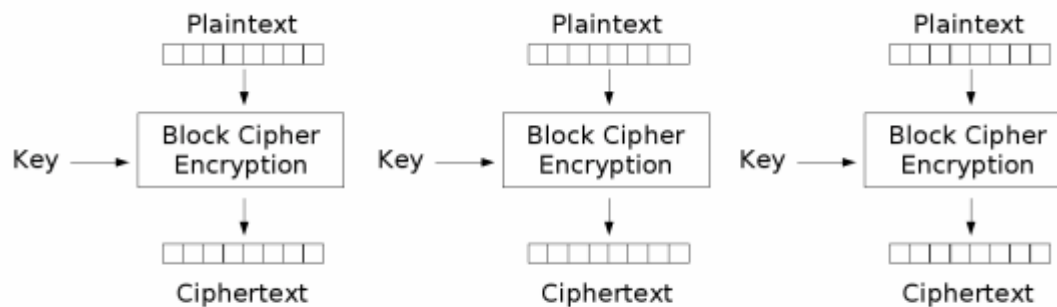 Plaintext
Plaintext
Plaintext
Key
Block Cipher
Encryption
Key
Block Cipher
Encryption
Key
Block Cipher
Encryption
Ciphertext
Ciphertext
Ciphertext